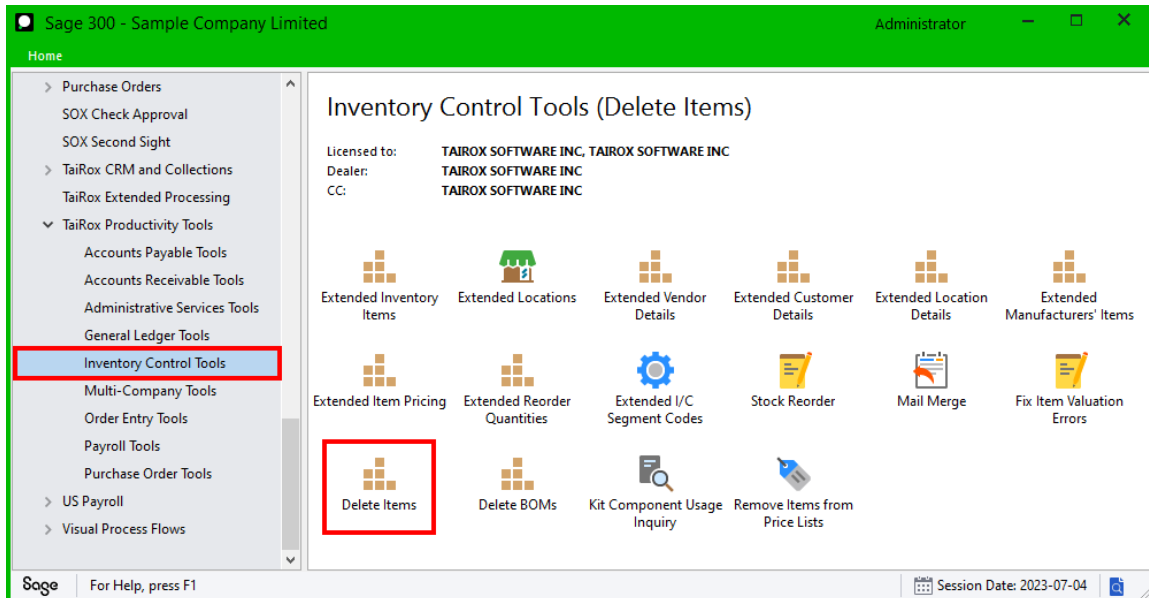 Sage 300 - Sample Company Limited
Administrator
Home
Purchase Orders
SOX Check Approval
SOX Second Sight
TaiRox CRM and Collections
TaiRox Extended Processing
TaiRox Productivity Tools
Accounts Payable Tools
Accounts Receivable Tools
Administrative Services Tools
General Ledger Tools
Inventory Control Tools
Multi-Company Tools
Order Entry Tools
Payroll Tools
Purchase Order Tools
US Payroll
Visual Process Flows
Inventory Control Tools (Delete Items)
Licensed to: TAIROX SOFTWARE INC, TAIROX SOFTWARE INC
Dealer: TAIROX SOFTWARE INC
CC: TAIROX SOFTWARE INC
Extended Inventory
Items
Extended Locations
Extended Vendor
Details
Extended Customer
Details
Extended Location
Details
Extended
Manufacturers' Items
Extended Item Pricing
Extended Reorder
Quantities
Extended I/C
Segment Codes
Stock Reorder
Mail Merge
Fix Item Valuation
Errors
Delete Items
Delete BOMs
Kit Component Usage
Inquiry
Remove Items from
Price Lists
Sage
For Help, press F1
Session Date: 2023-07-04